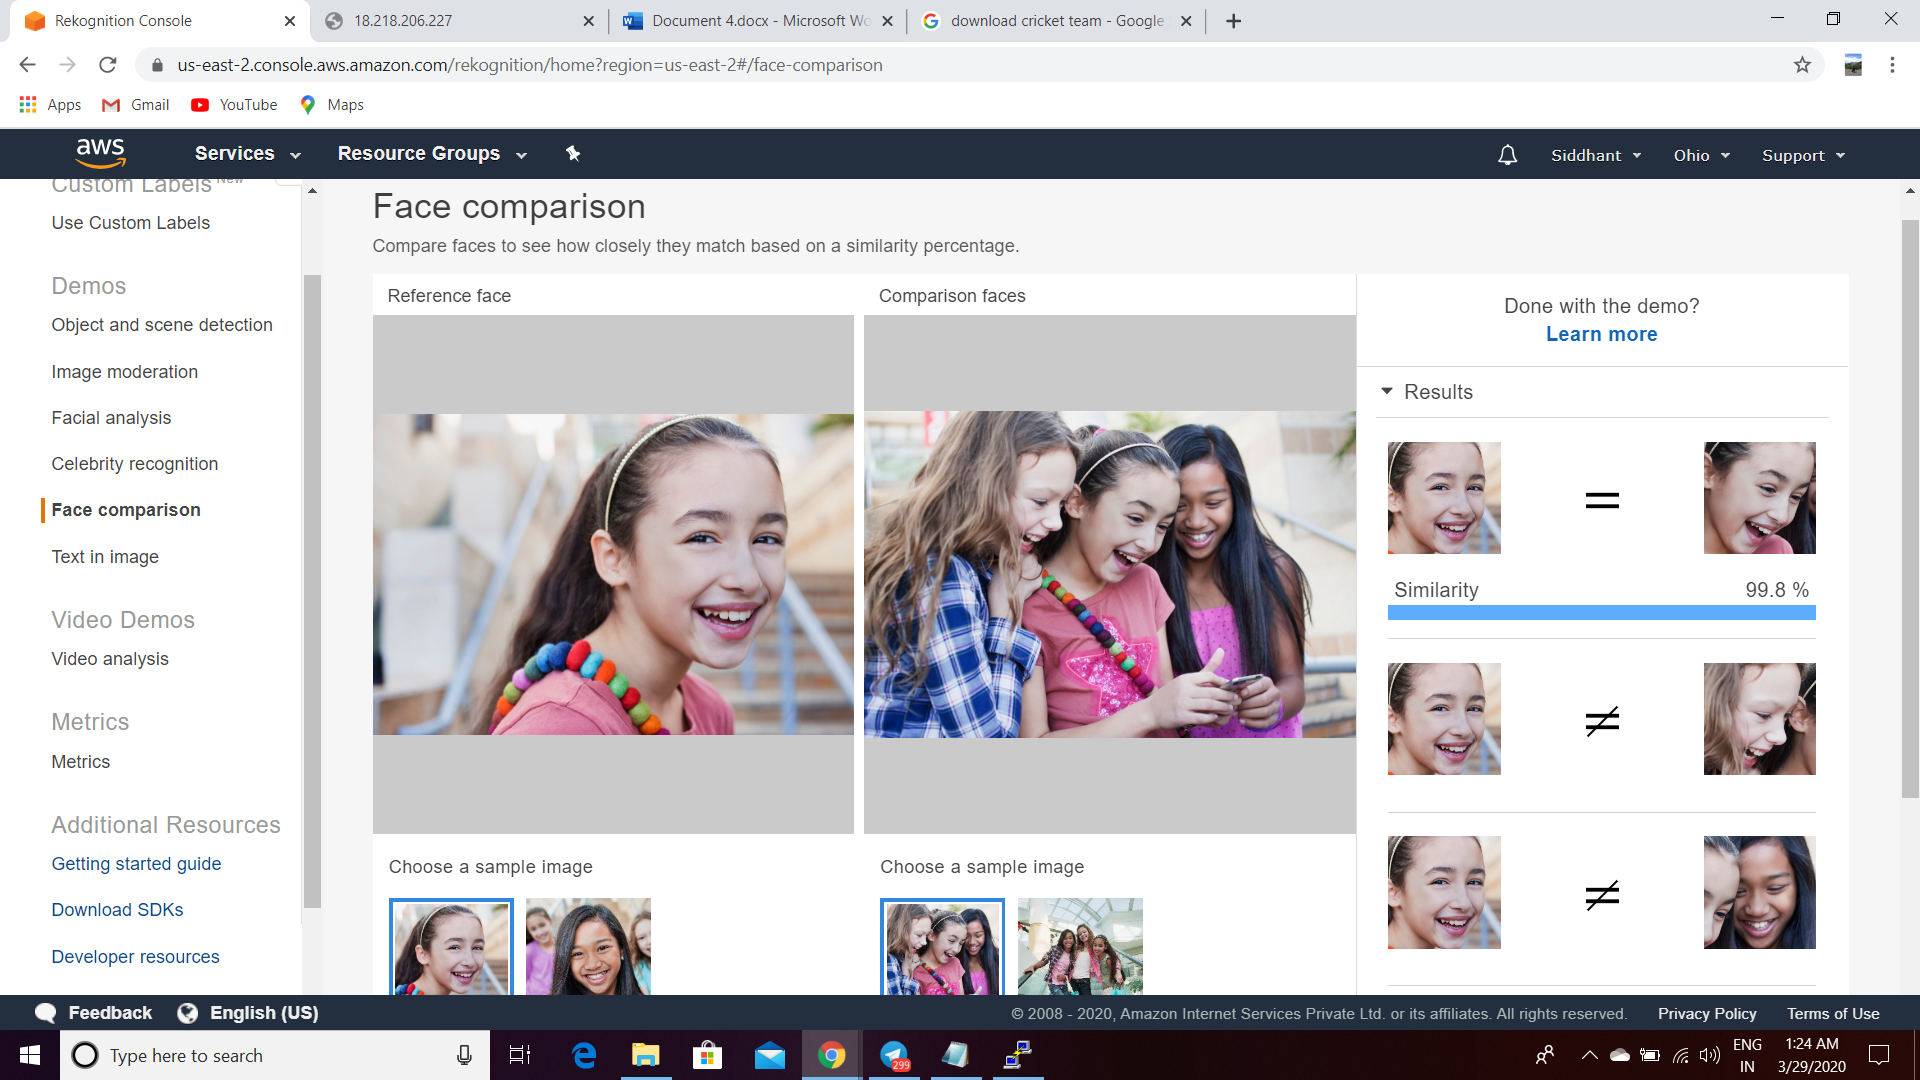 Rekognition Console
18.218.206.227
Document 4.docx - Microsoft Wo
download cricket team - Google
us-east-2.console.aws.amazon.com/rekognition/home?region=us-east-2#/face-comparison
Apps
Gmail
YouTube
Maps
aws
Services
Resource Groups
Siddhant
Ohio
Support
Custom Labels New
Use Custom Labels
Demos
Object and scene detection
Image moderation
Facial analysis
Celebrity recognition
Face comparison
Text in image
Video Demos
Video analysis
Metrics
Metrics
Additional Resources
Getting started guide
Download SDKs
Developer resources
Face comparison
Compare faces to see how closely they match based on a similarity percentage.
Reference face
Comparison faces
Choose a sample image
Choose a sample image
Done with the demo?
Learn more
Results
=
Similarity 99.8 %
≠
≠
Feedback
English (US)
© 2008 - 2020, Amazon Internet Services Private Ltd. or its affiliates. All rights reserved.
Privacy Policy
Terms of Use
Type here to search
299
ENG
IN
1:24 AM
3/29/2020